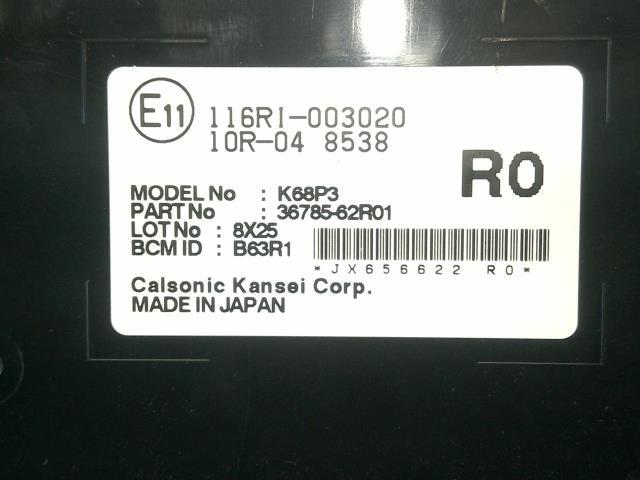 E11 116RI-003020
10R-04 8538
R0
MODEL No : K68P3
PART No : 36785-62R01
LOT No : 8X25
BCM ID : B63R1
*JX656622 R0*
Calsonic Kansei Corp.
MADE IN JAPAN